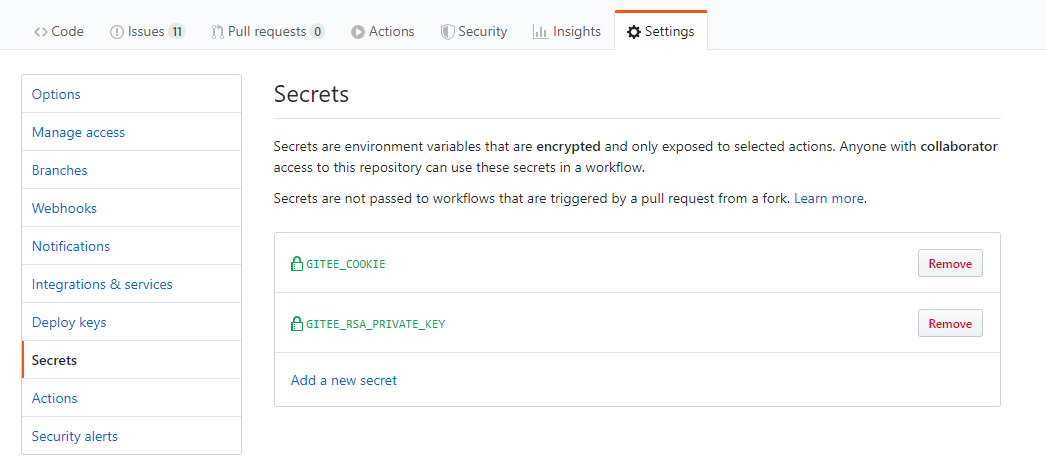 Code Issues 11 Pull requests 0 Actions Security Insights Settings
Options
Manage access
Branches
Webhooks
Notifications
Integrations & services
Deploy keys
Secrets
Actions
Security alerts
Secrets
Secrets are environment variables that are encrypted and only exposed to selected actions. Anyone with collaborator
access to this repository can use these secrets in a workflow.
Secrets are not passed to workflows that are triggered by a pull request from a fork. Learn more.
GITEE_COOKIE Remove
GITEE_RSA_PRIVATE_KEY Remove
Add a new secret